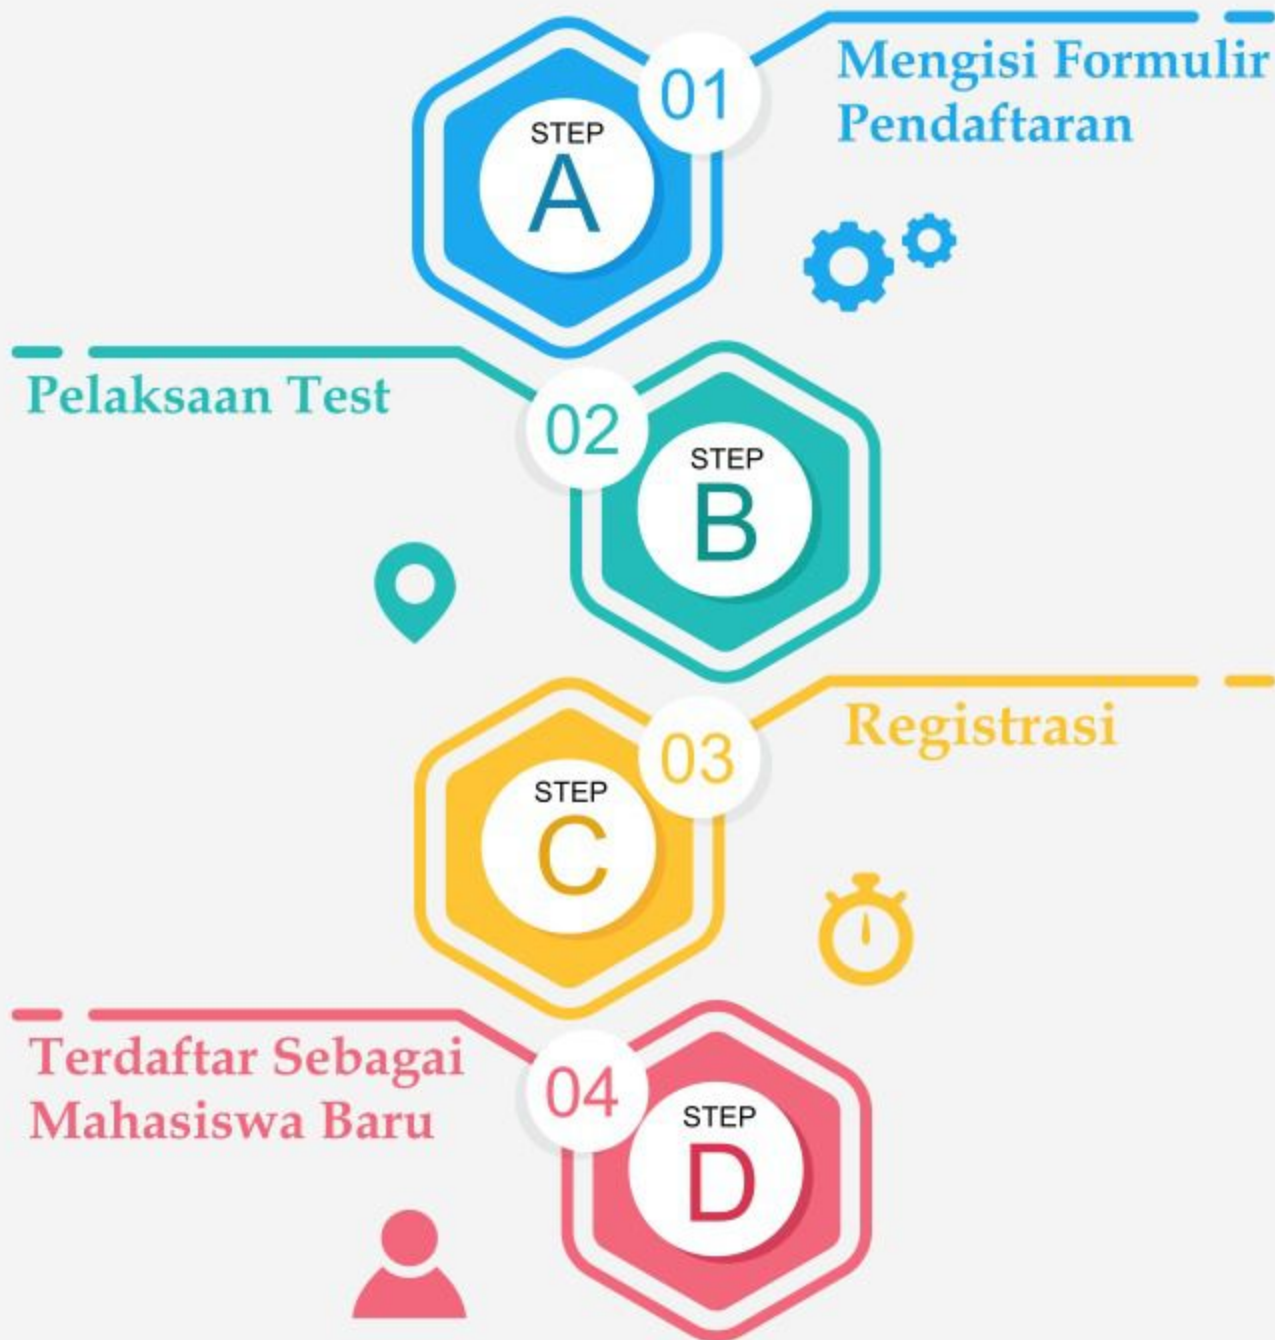 STEP
A
01
Mengisi Formulir
Pendaftaran
Pelaksaan Test
02
STEP
B
STEP
C
03
Registrasi
Terdaftar Sebagai
Mahasiswa Baru
04
STEP
D